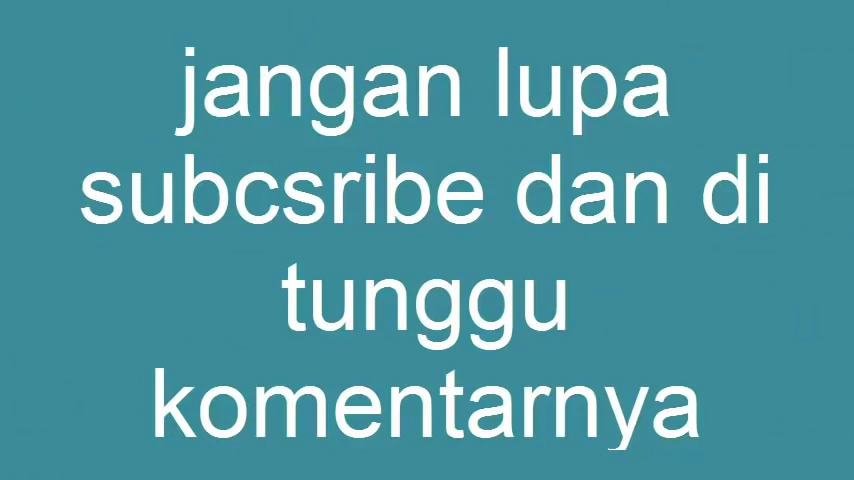 jangan lupa
subcsribe dan di
tunggu
komentarnya